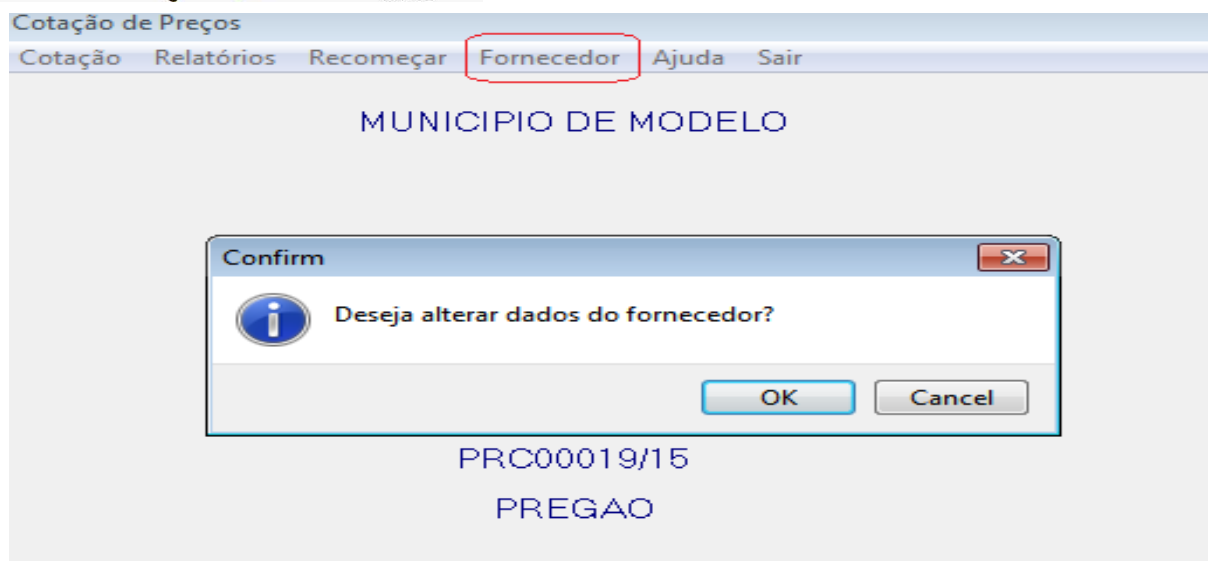 Cotação de Preços
Cotação Relatórios Recomeçar Fornecedor Ajuda Sair
MUNICIPIO DE MODELO
Confirm
Deseja alterar dados do fornecedor?
OK Cancel
PRC00019/15
PREGAO